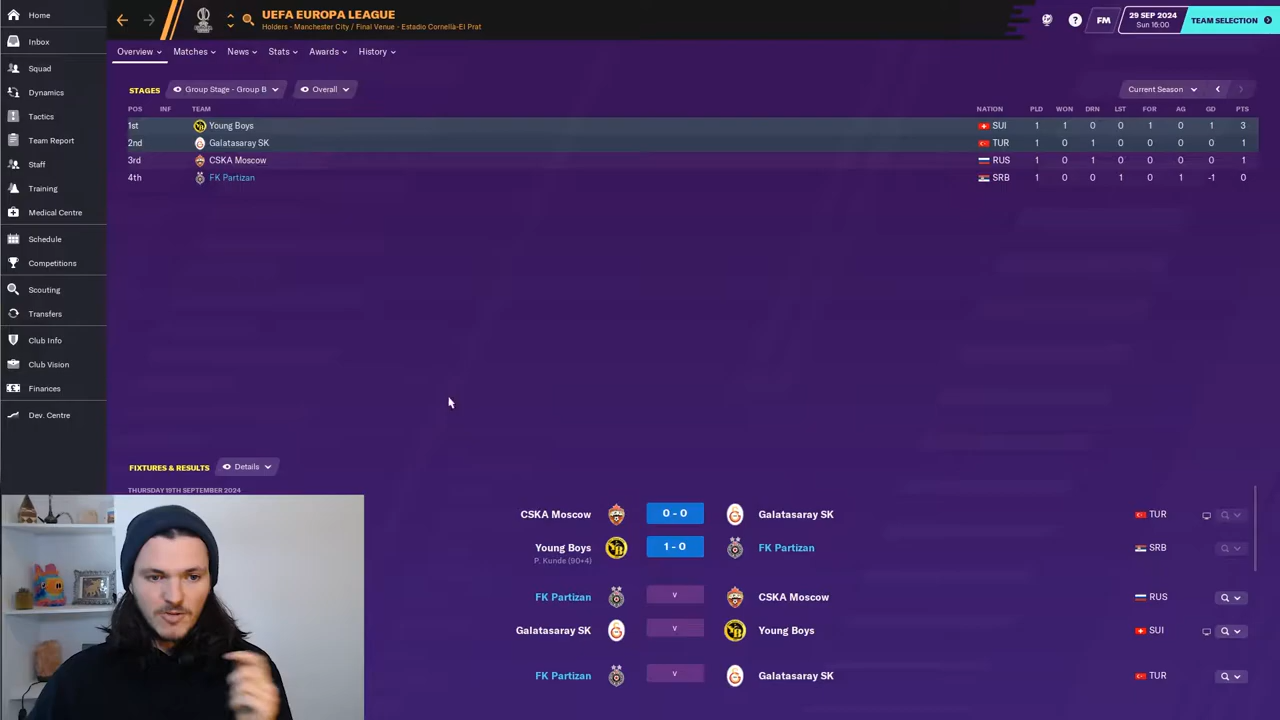 Home
UEFA EUROPA LEAGUE
Holders - Manchester City / Final Venue - Estadio Cornellà-El Prat
FM
29 SEP 2024
Sun 16:00
TEAM SELECTION
Inbox
Overview
Matches
News
Stats
Awards
History
Squad
Dynamics
Tactics
Team Report
Staff
Training
Medical Centre
Schedule
Competitions
Scouting
Transfers
Club Info
Club Vision
Finances
Dev. Centre
STAGES
Group Stage - Group B
Overall
Current Season
POS INF TEAM NATION PLD WON DRN LST FOR AG GD PTS
1st Young Boys SUI 1 1 0 0 1 0 1 3
2nd Galatasaray SK TUR 1 0 1 0 0 0 0 1
3rd CSKA Moscow RUS 1 0 1 0 0 0 0 1
4th FK Partizan SRB 1 0 0 1 0 1 -1 0
FIXTURES & RESULTS
Details
THURSDAY 19TH SEPTEMBER 2024
CSKA Moscow 0 - 0 Galatasaray SK TUR
Young Boys 1 - 0 FK Partizan SRB
P. Kunde (90+4)
FK Partizan v CSKA Moscow RUS
Galatasaray SK v Young Boys SUI
FK Partizan v Galatasaray SK TUR